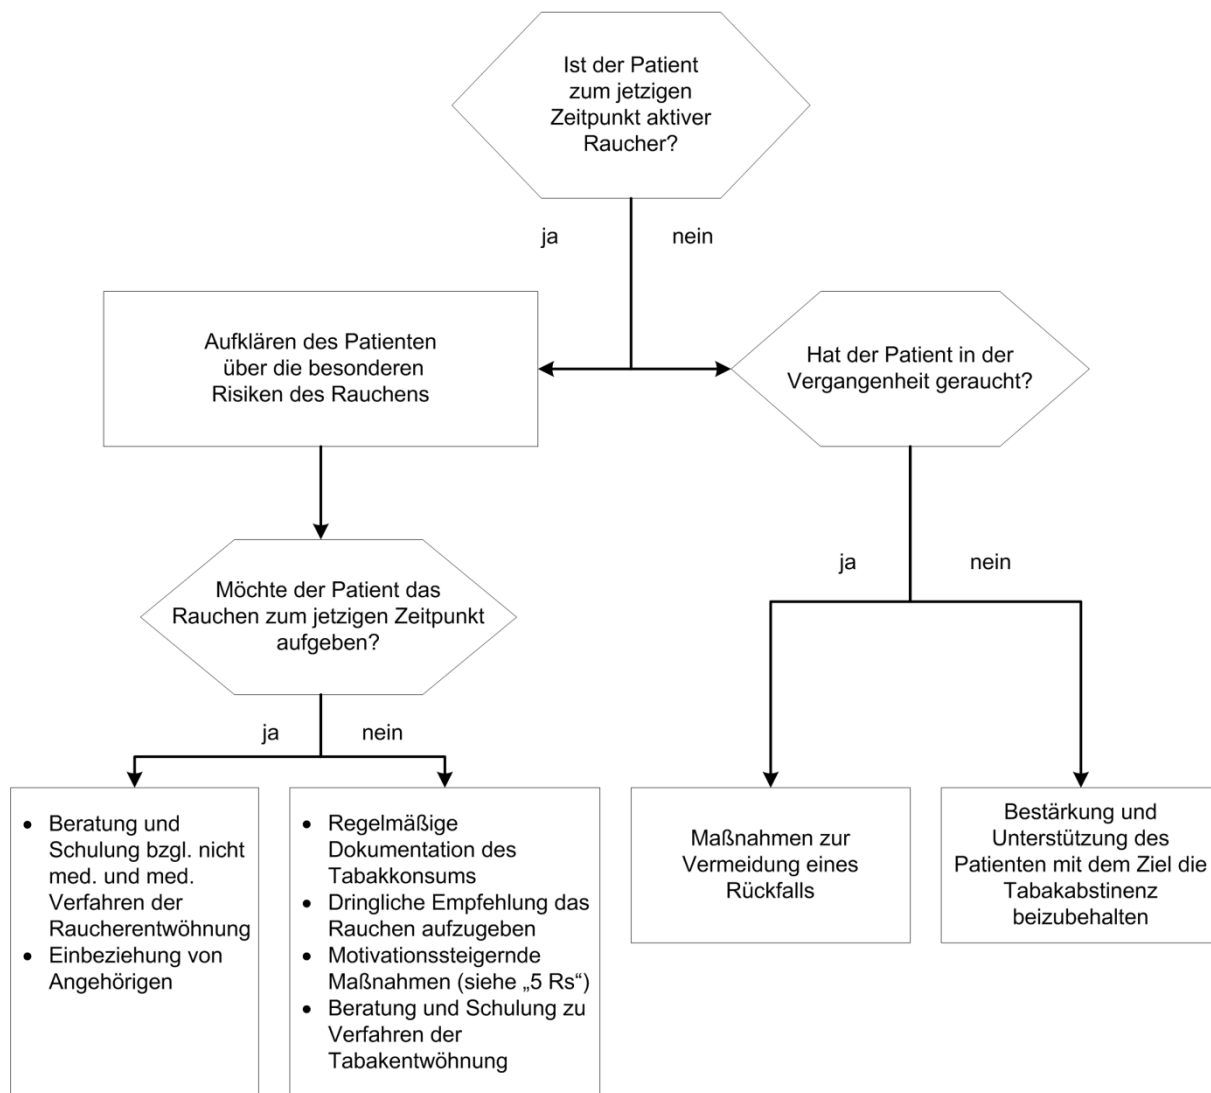 Ist der Patient
zum jetzigen
Zeitpunkt aktiver
Raucher?
ja
nein
Aufklären des Patienten
über die besonderen
Risiken des Rauchens
Hat der Patient in der
Vergangenheit geraucht?
Möchte der Patient das
Rauchen zum jetzigen Zeitpunkt
aufgeben?
ja
nein
ja
nein
• Beratung und
Schulung bzgl. nicht
med. und med.
Verfahren der
Raucherentwöhnung
• Einbeziehung von
Angehörigen
• Regelmäßige
Dokumentation des
Tabakkonsums
• Dringliche Empfehlung das
Rauchen aufzugeben
• Motivationssteigernde
Maßnahmen (siehe „5 Rs“)
• Beratung und Schulung zu
Verfahren der
Tabakentwöhnung
Maßnahmen zur
Vermeidung eines
Rückfalls
Bestärkung und
Unterstützung des
Patienten mit dem Ziel die
Tabakabstinenz
beizubehalten